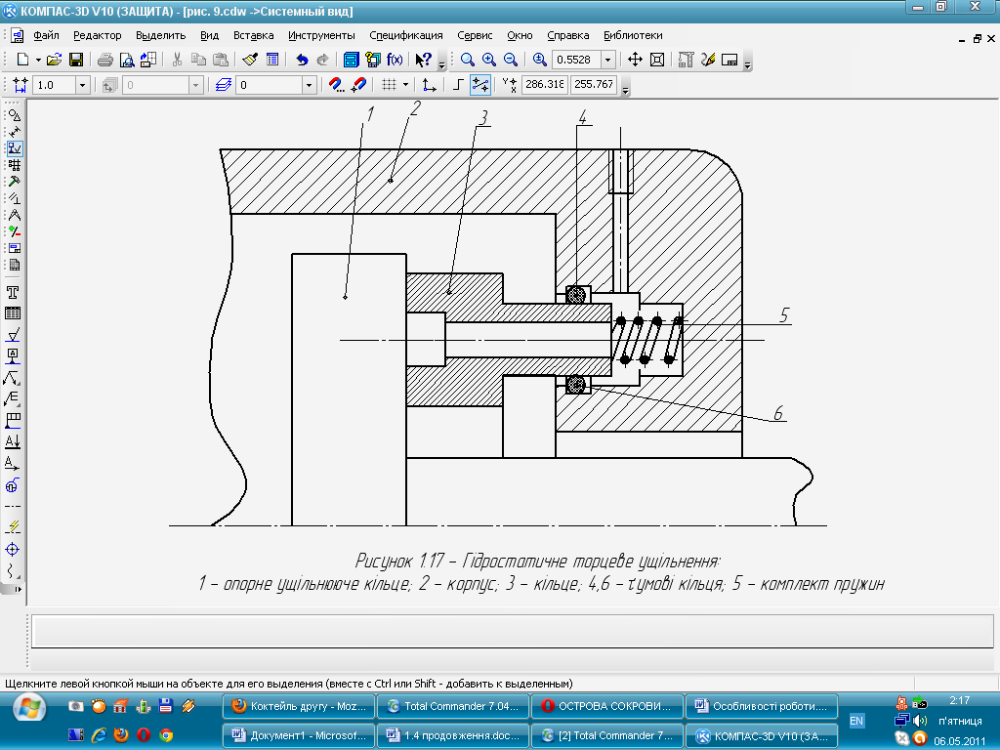 КОМПАС-3D V10 (ЗАЩИТА) - [рис. 9.cdw ->Системный вид]
Файл Редактор Выделить Вид Вставка Инструменты Спецификация Сервис Окно Справка Библиотеки
f(x) 0.5528
1.0 0 0 286.318 255.767
1 2 3 4
5
6
Рисунок 1.17 – Гідростатичне торцеве ущільнення:
1 – опорне ущільнююче кільце; 2 – корпус; 3 – кільце; 4,6 – гумові кільця; 5 – комплект пружин
Щелкните левой кнопкой мыши на объекте для его выделения (вместе с Ctrl или Shift - добавить к выделенным)
Коктейль другу - Moz... Total Commander 7.04... ОСТРОВА СОКРОВИ... Особливості роботи.... 2:17
EN п'ятниця
Документ1 - Microsof... 1.4 продовження.doc... [2] Total Commander 7... КОМПАС-3D V10 (ЗА... 06.05.2011